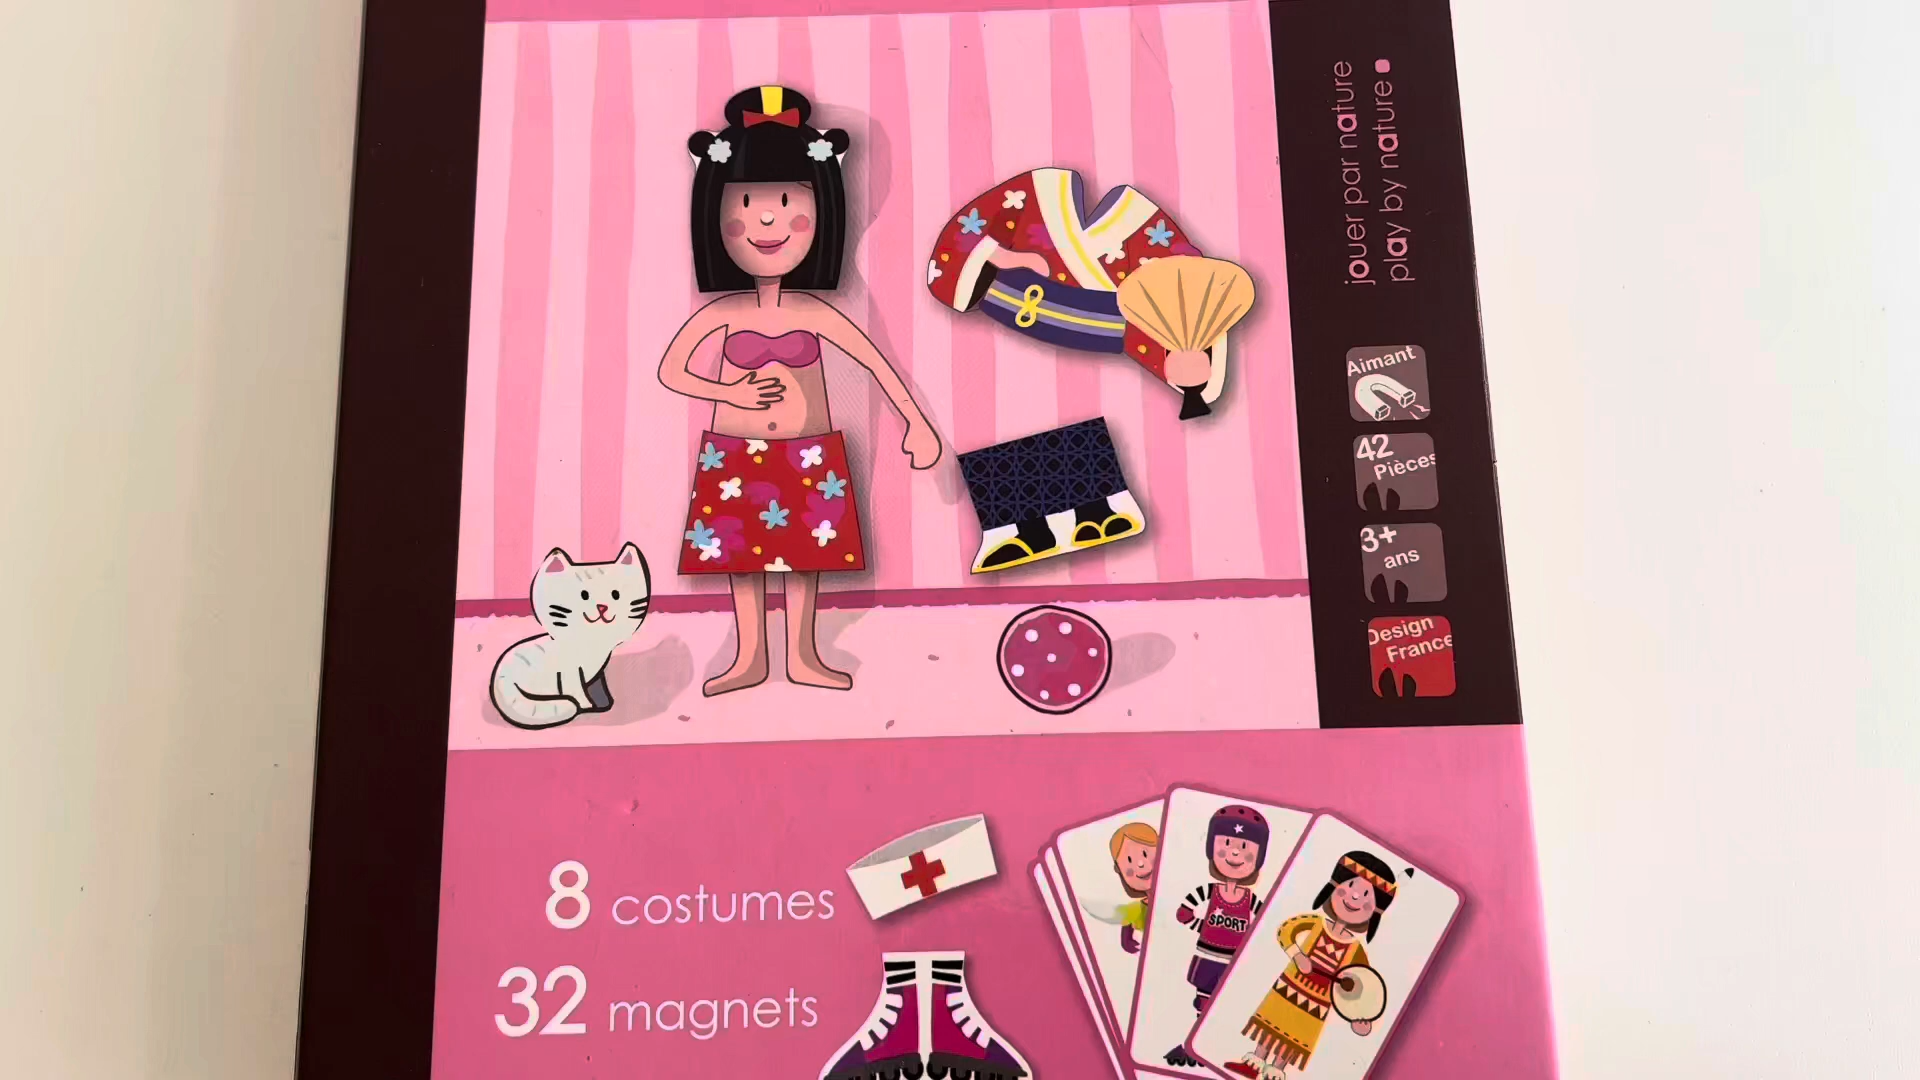 jouer par nature
play by nature
Aimant
42
Pièces
3+
ans
Design
France
8 costumes
32 magnets
SPORT